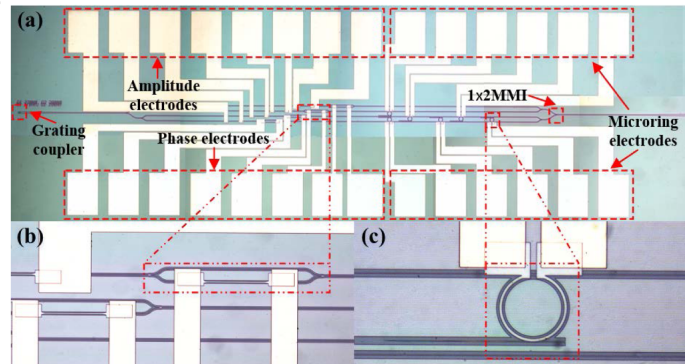 (a)
Amplitude
electrodes
1x2MMI
Grating
coupler
Phase electrodes
Microring
electrodes
(b)
(c)